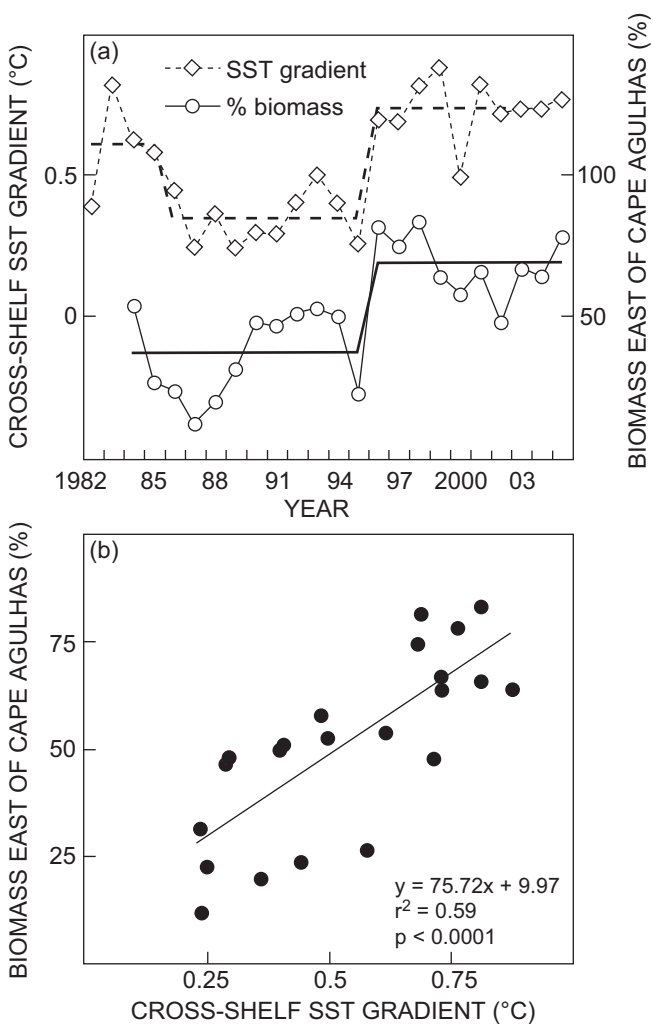 (a)
SST gradient
% biomass
CROSS-SHELF SST GRADIENT (°C)
0.5
0
BIOMASS EAST OF CAPE AGULHAS (%)
100
50
1982 85 88 91 94 97 2000 03
YEAR
(b)
BIOMASS EAST OF CAPE AGULHAS (%)
75
50
25
y = 75.72x + 9.97
r² = 0.59
p < 0.0001
0.25 0.5 0.75
CROSS-SHELF SST GRADIENT (°C)